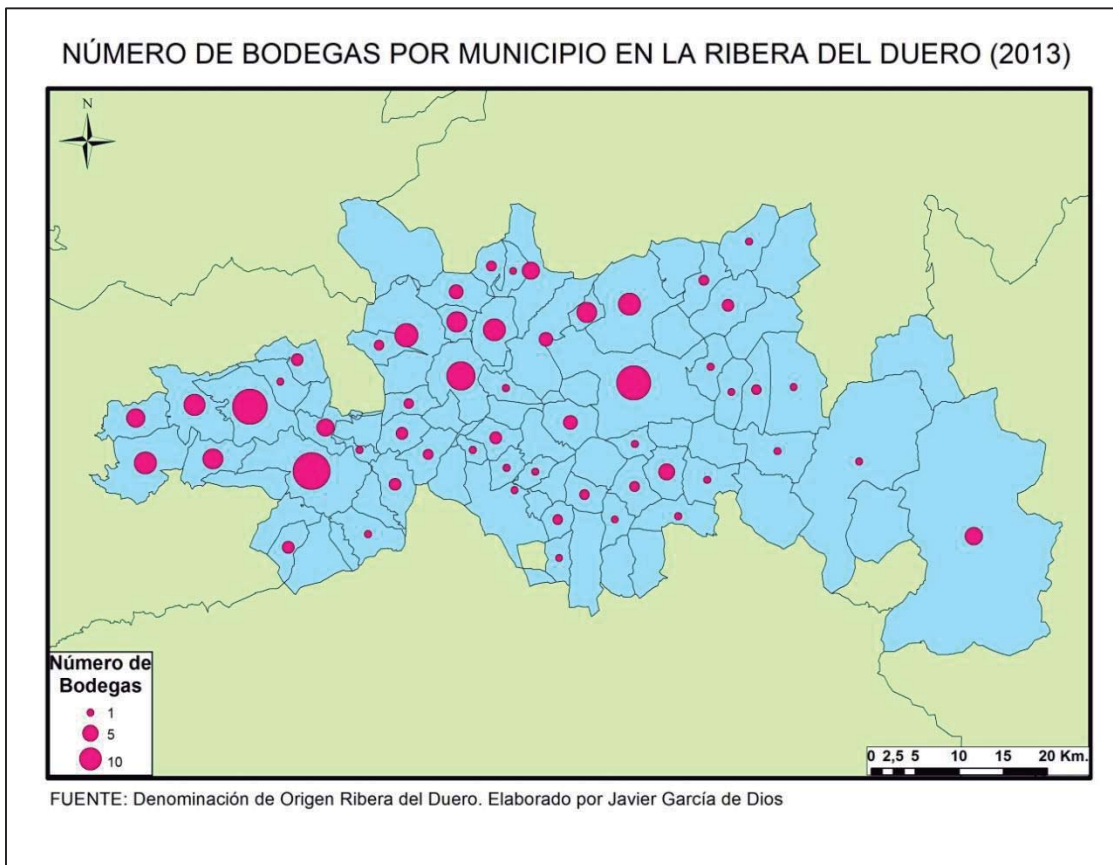 NÚMERO DE BODEGAS POR MUNICIPIO EN LA RIBERA DEL DUERO (2013)
N
Número de
Bodegas
1
5
10
0 2,5 5 10 15 20 Km.
FUENTE: Denominación de Origen Ribera del Duero. Elaborado por Javier García de Dios